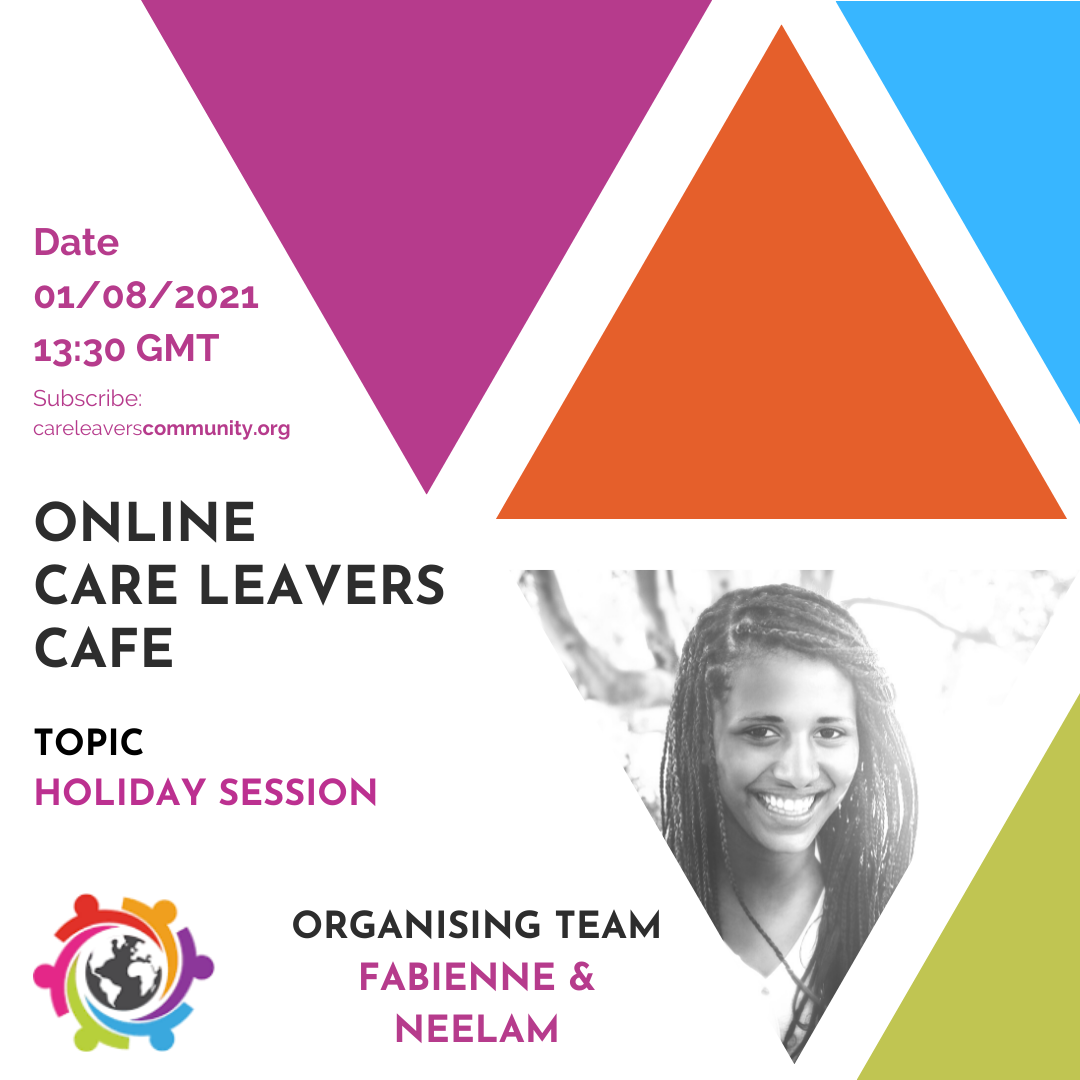 Date
01/08/2021
13:30 GMT
Subscribe:
careleaverscommunity.org
ONLINE
CARE LEAVERS
CAFE
TOPIC
HOLIDAY SESSION
ORGANISING TEAM
FABIENNE &
NEELAM